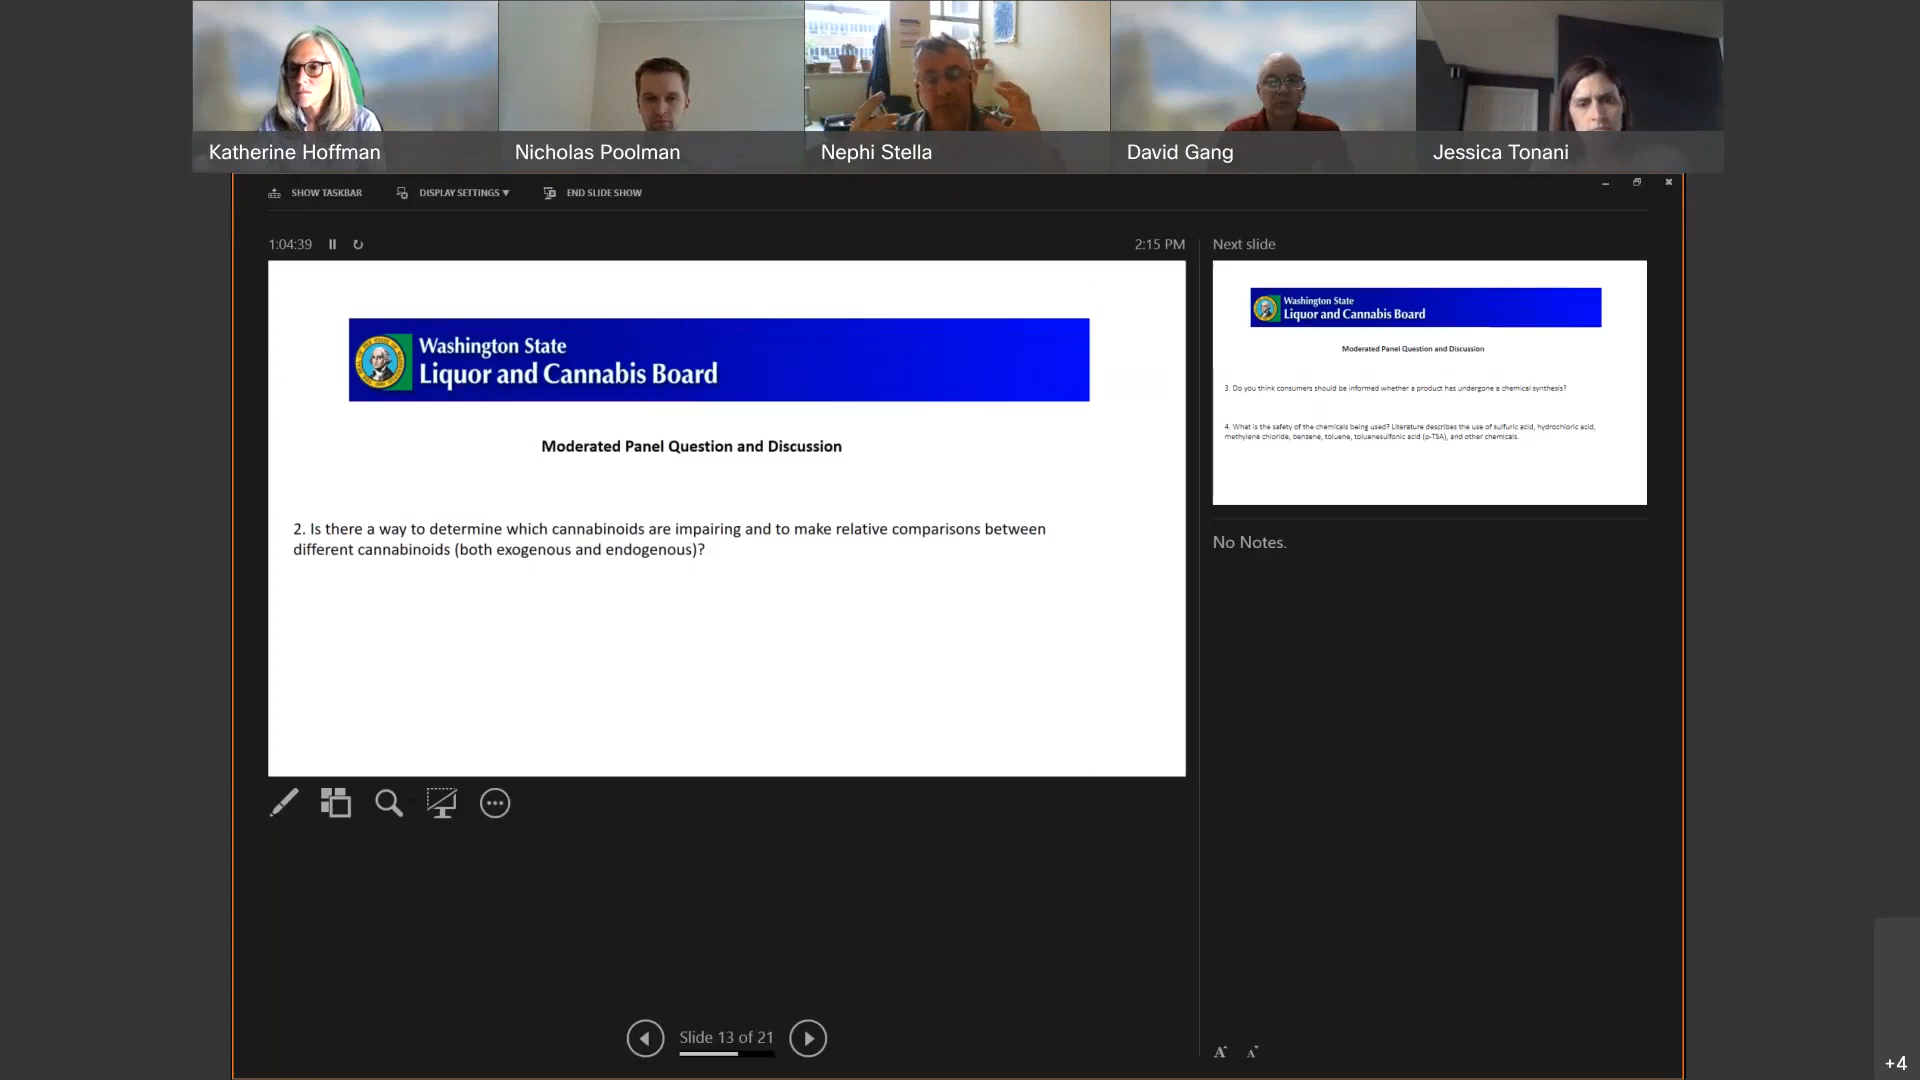 Katherine Hoffman
Nicholas Poolman
Nephi Stella
David Gang
Jessica Tonani
SHOW TASKBAR
DISPLAY SETTINGS ▾
END SLIDE SHOW
1:04:39
2:15 PM
Washington State
Liquor and Cannabis Board
Moderated Panel Question and Discussion
2. Is there a way to determine which cannabinoids are impairing and to make relative comparisons between
different cannabinoids (both exogenous and endogenous)?
Slide 13 of 21
Next slide
Washington State
Liquor and Cannabis Board
Moderated Panel Question and Discussion
3. Do you think consumers should be informed whether a product has undergone a chemical synthesis?
4. What is the safety of the chemicals being used? Literature describes the use of sulfuric acid, hydrochloric acid,
methylene chloride, benzene, toluene, toluenesulfonic acid (p-TSA), and other chemicals.
No Notes.
A A
+4